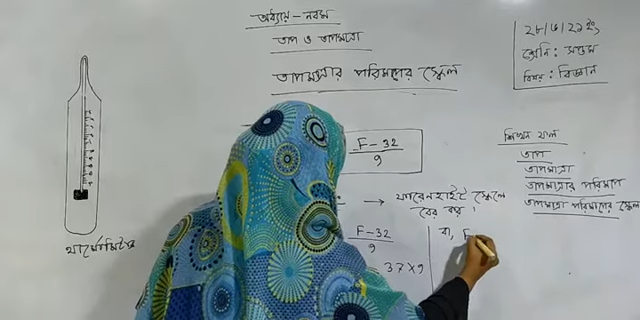 অধ্যায় – নবম
তাপ ও তাপমাত্রা
তাপমাত্রার পরিমাপের স্কেল
F – 32
9
→ ফারেনহাইট স্কেলে
বের কর।
F – 32
9
37×9
বা, F
থার্মোমিটার
২৮/৬/২১ইং
শ্রেনি : সপ্তম
বিষয় : বিজ্ঞান
শিখন ফল
তাপ
তাপমাত্রা
তাপমাত্রার পরিমাপ
তাপমাত্রা পরিমাপের স্কেল